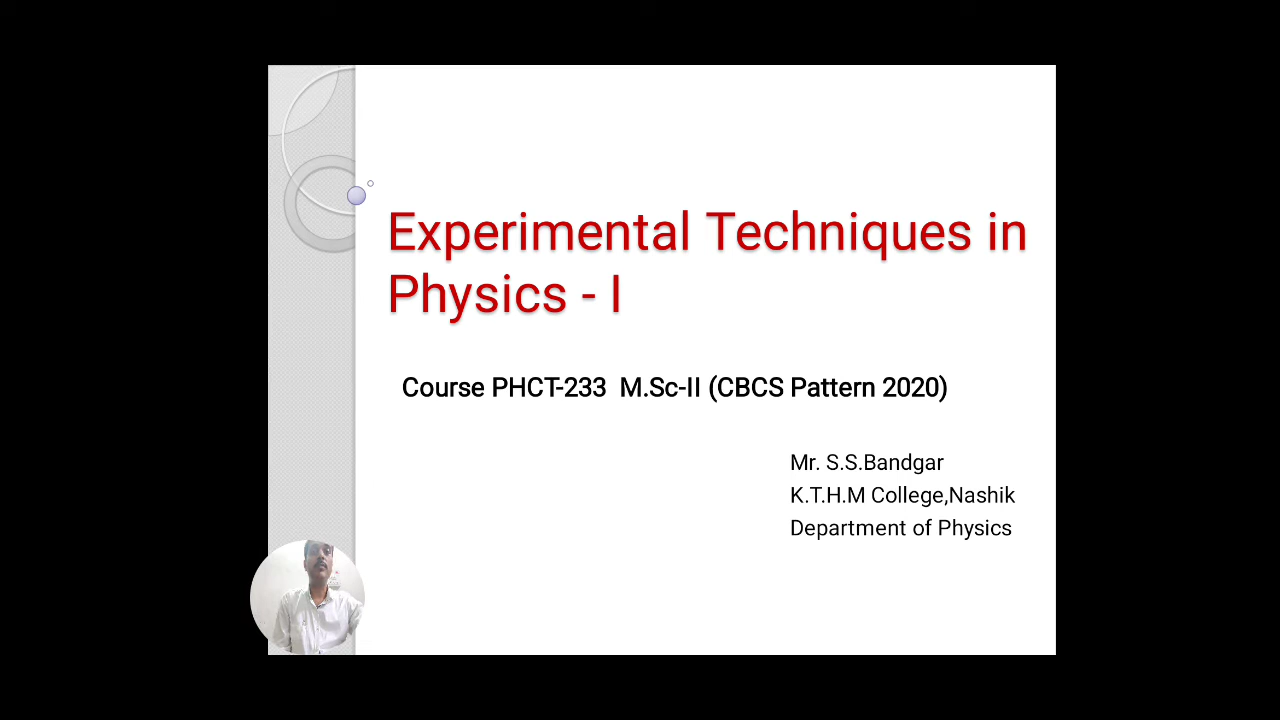 Experimental Techniques in
Physics - I
Course PHCT-233 M.Sc-II (CBCS Pattern 2020)
Mr. S.S.Bandgar
K.T.H.M College,Nashik
Department of Physics